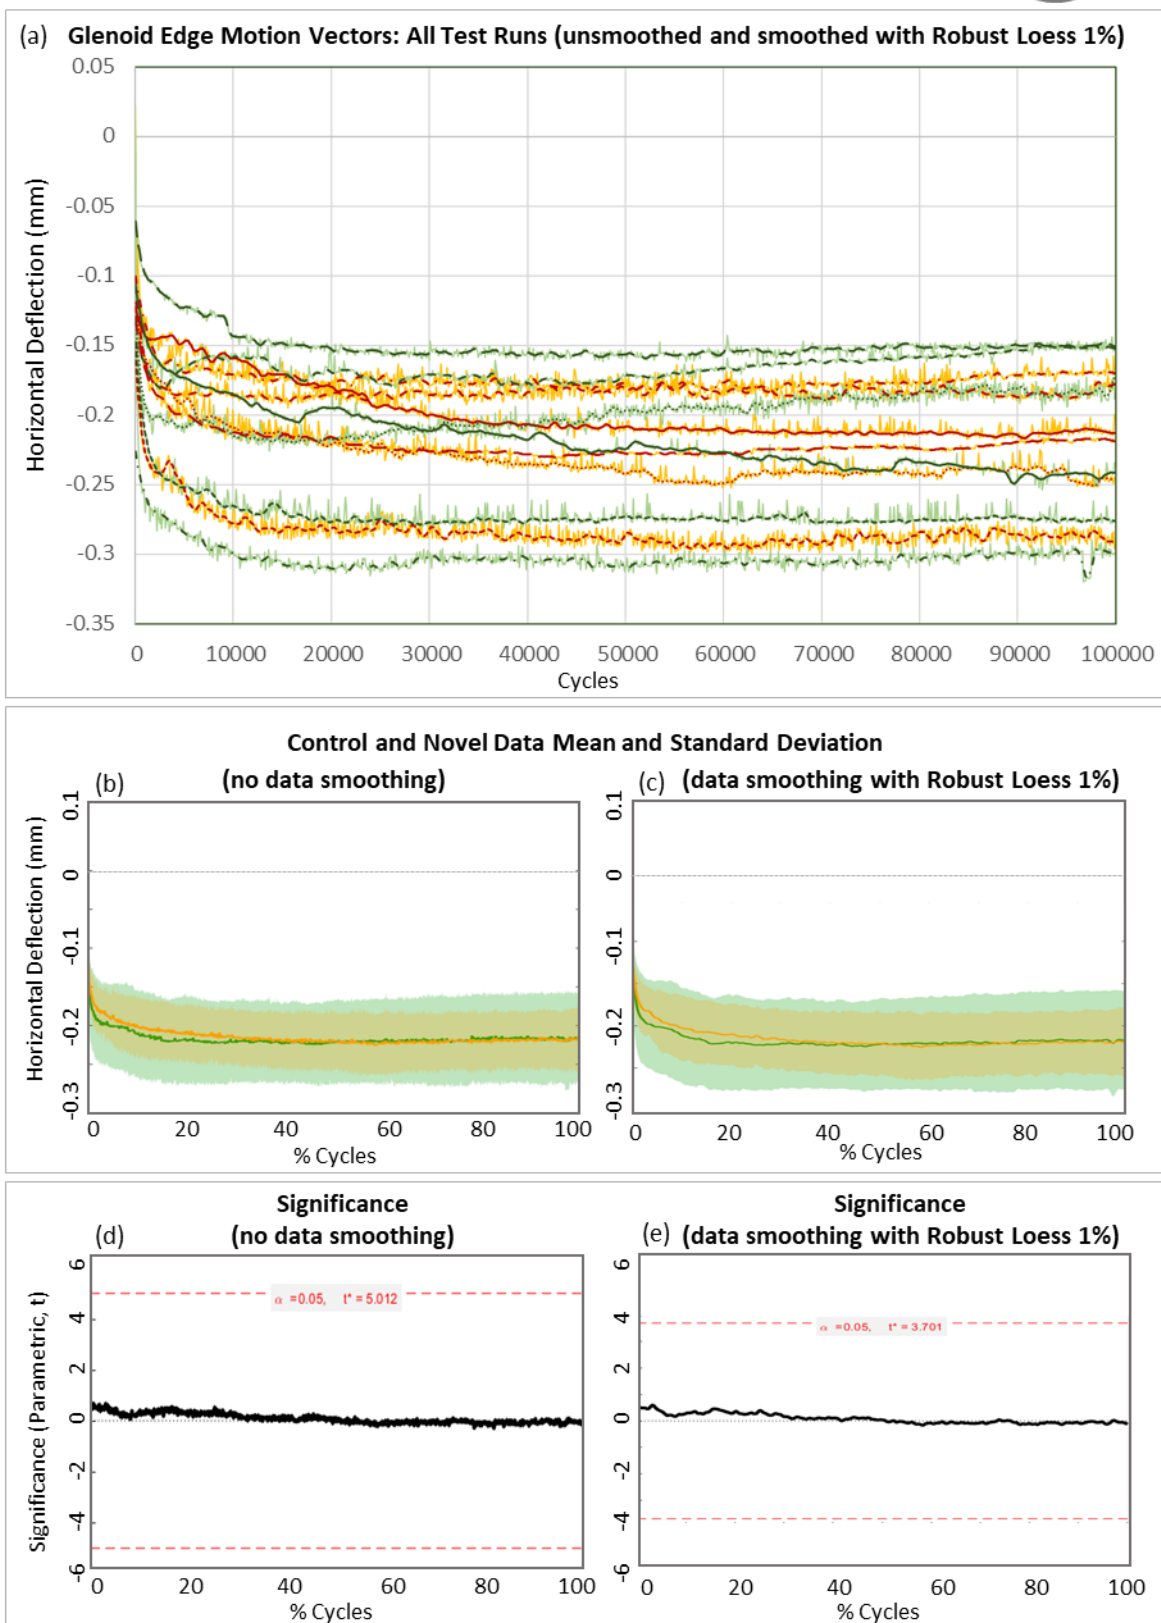 (a) Glenoid Edge Motion Vectors: All Test Runs (unsmoothed and smoothed with Robust Loess 1%)
Horizontal Deflection (mm)
0.05
0
-0.05
-0.1
-0.15
-0.2
-0.25
-0.3
-0.35
0 10000 20000 30000 40000 50000 60000 70000 80000 90000 100000
Cycles
Control and Novel Data Mean and Standard Deviation
(b) (no data smoothing)
Horizontal Deflection (mm)
0.1
0
-0.1
-0.2
-0.3
0 20 40 60 80 100
% Cycles
(c) (data smoothing with Robust Loess 1%)
0.1
0
-0.1
-0.2
-0.3
0 20 40 60 80 100
% Cycles
Significance
(d) (no data smoothing)
Significance (Parametric, t)
6
4
2
0
-2
-4
-6
α =0.05, t* = 5.012
0 20 40 60 80 100
% Cycles
Significance
(e) (data smoothing with Robust Loess 1%)
6
4
2
0
-2
-4
-6
α =0.05, t* = 3.701
0 20 40 60 80 100
% Cycles